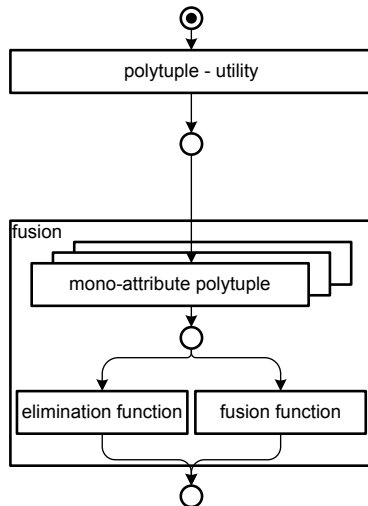 polytuple - utility
fusion
mono-attribute polytuple
elimination function
fusion function